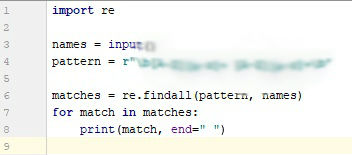 import re
names = input
pattern = r"
matches = re.findall(pattern, names)
for match in matches:
print(match, end=" ")